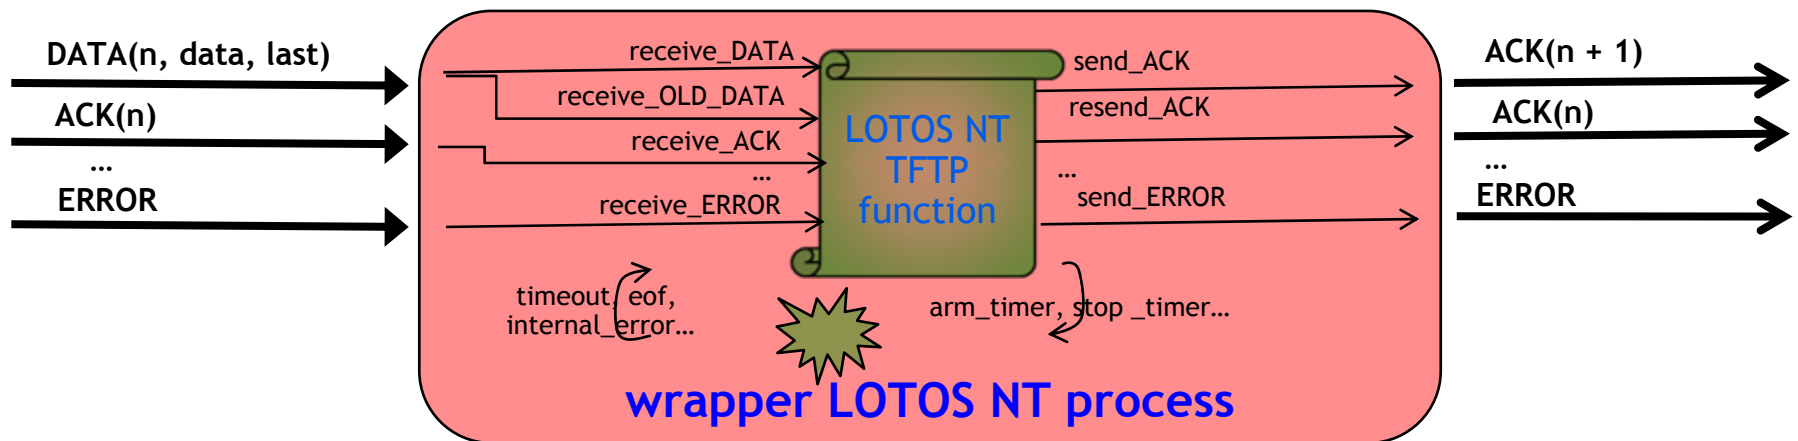 DATA(n, data, last)
ACK(n)
…
ERROR
receive_DATA
receive_OLD_DATA
receive_ACK
…
receive_ERROR
timeout, eof,
internal_error…
LOTOS NT
TFTP
function
send_ACK
resend_ACK
…
send_ERROR
arm_timer, stop _timer…
wrapper LOTOS NT process
ACK(n + 1)
ACK(n)
…
ERROR